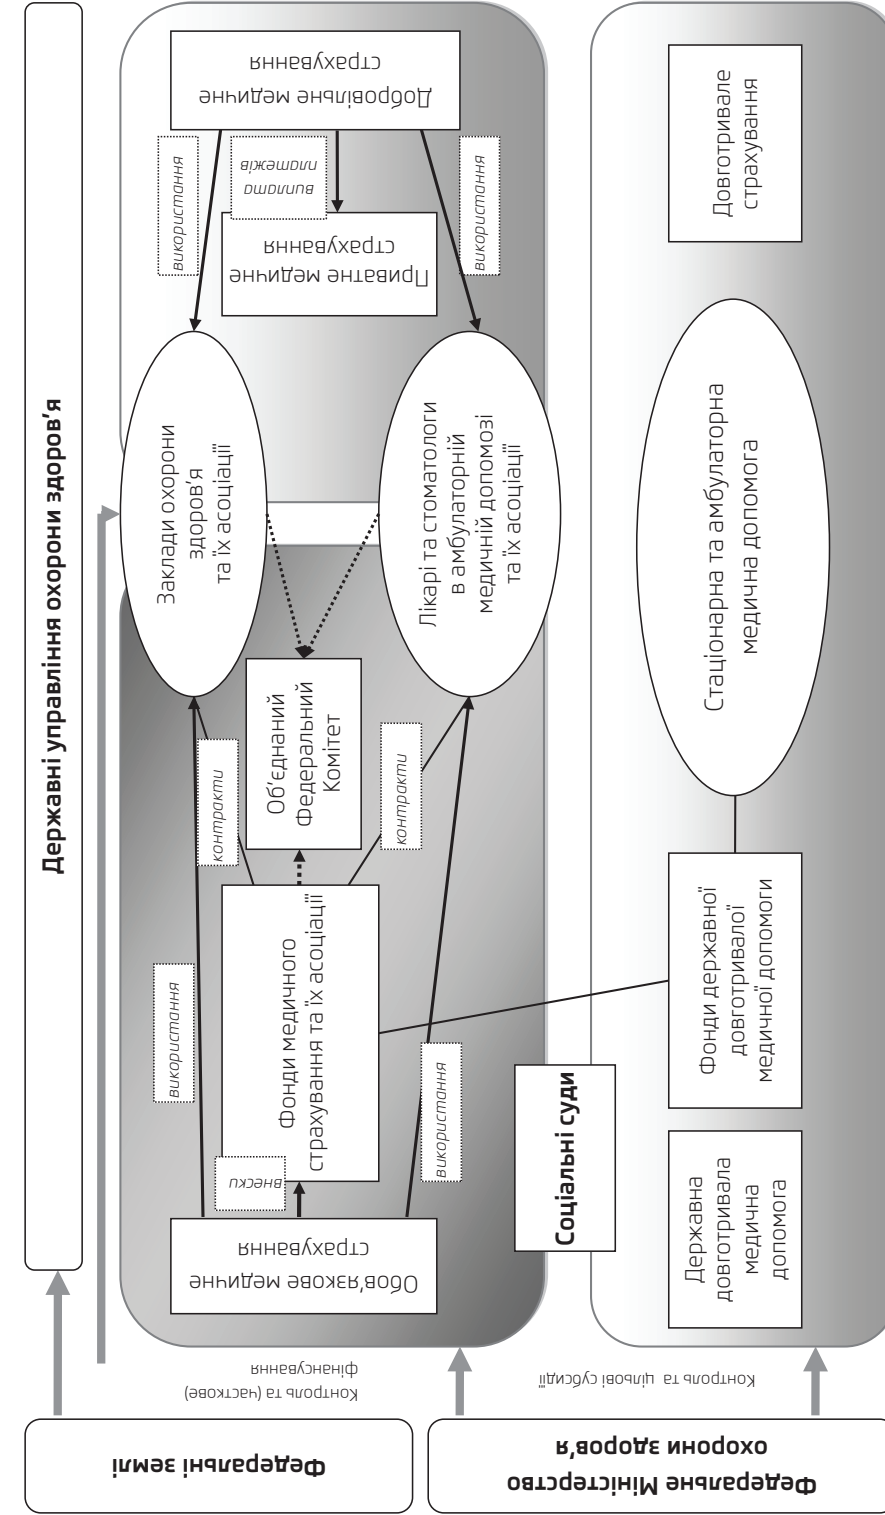 Державні управління охорони здоров'я
Федеральні
землі
Федеральне Міністерство
охорони здоров'я
Контроль та (часткове)
фінансування
Контроль та цільові субсидії
Обов'язкове медичне
страхування
внески
використання
використання
Фонди медичного
страхування та їх асоціації
контракти
контракти
Об'єднаний
Федеральний
Комітет
Заклади охорони
здоров'я
та їх асоціації
Лікарі та стоматологи
в амбулаторній
медичній допомозі
та їх асоціації
Добровільне медичне
страхування
використання
виплата
платежів
використання
Приватне медичне
страхування
Соціальні суди
Державна
довготривала
медична
допомога
Фонди державної
довготривалої
медичної допомоги
Стаціонарна та амбулаторна
медична допомога
Довготривале
страхування